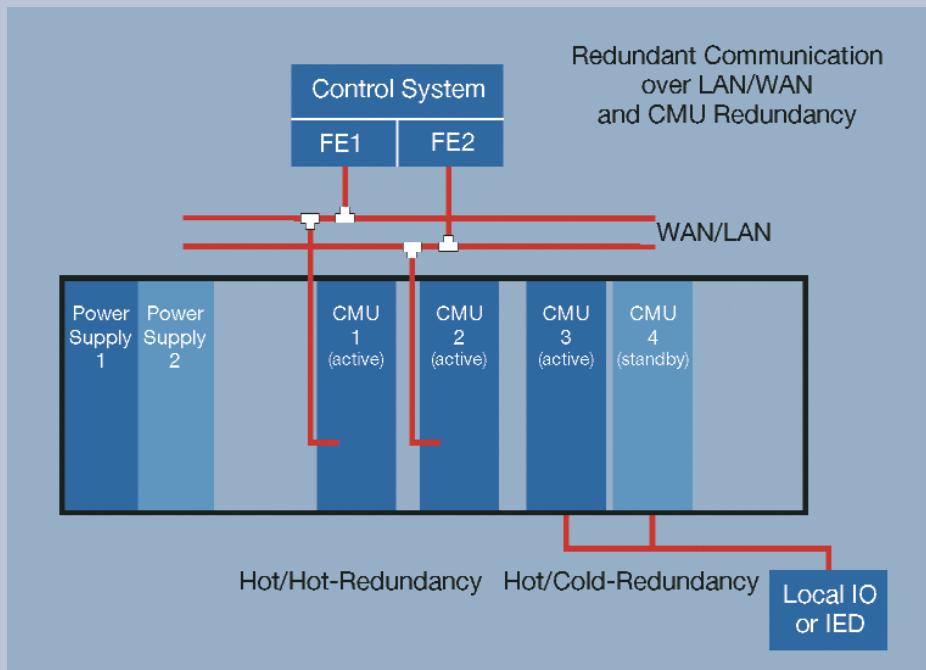 Redundant Communication
over LAN/WAN
and CMU Redundancy
Control System
FE1
FE2
WAN/LAN
Power
Supply
1
Power
Supply
2
CMU
1
(active)
CMU
2
(active)
CMU
3
(active)
CMU
4
(standby)
Hot/Hot-Redundancy
Hot/Cold-Redundancy
Local IO
or IED